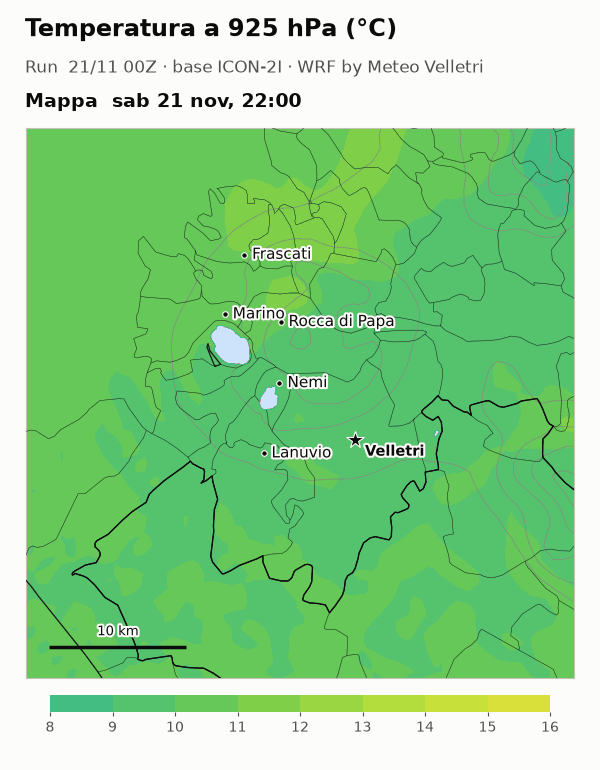 Temperatura a 925 hPa (°C)
Run  21/11 00Z · base ICON-2I · WRF by Meteo Velletri
Mappa  sab 21 nov, 22:00
Frascati
Marino
Rocca di Papa
Nemi
Velletri
Lanuvio
10 km
8 9 10 11 12 13 14 15 16